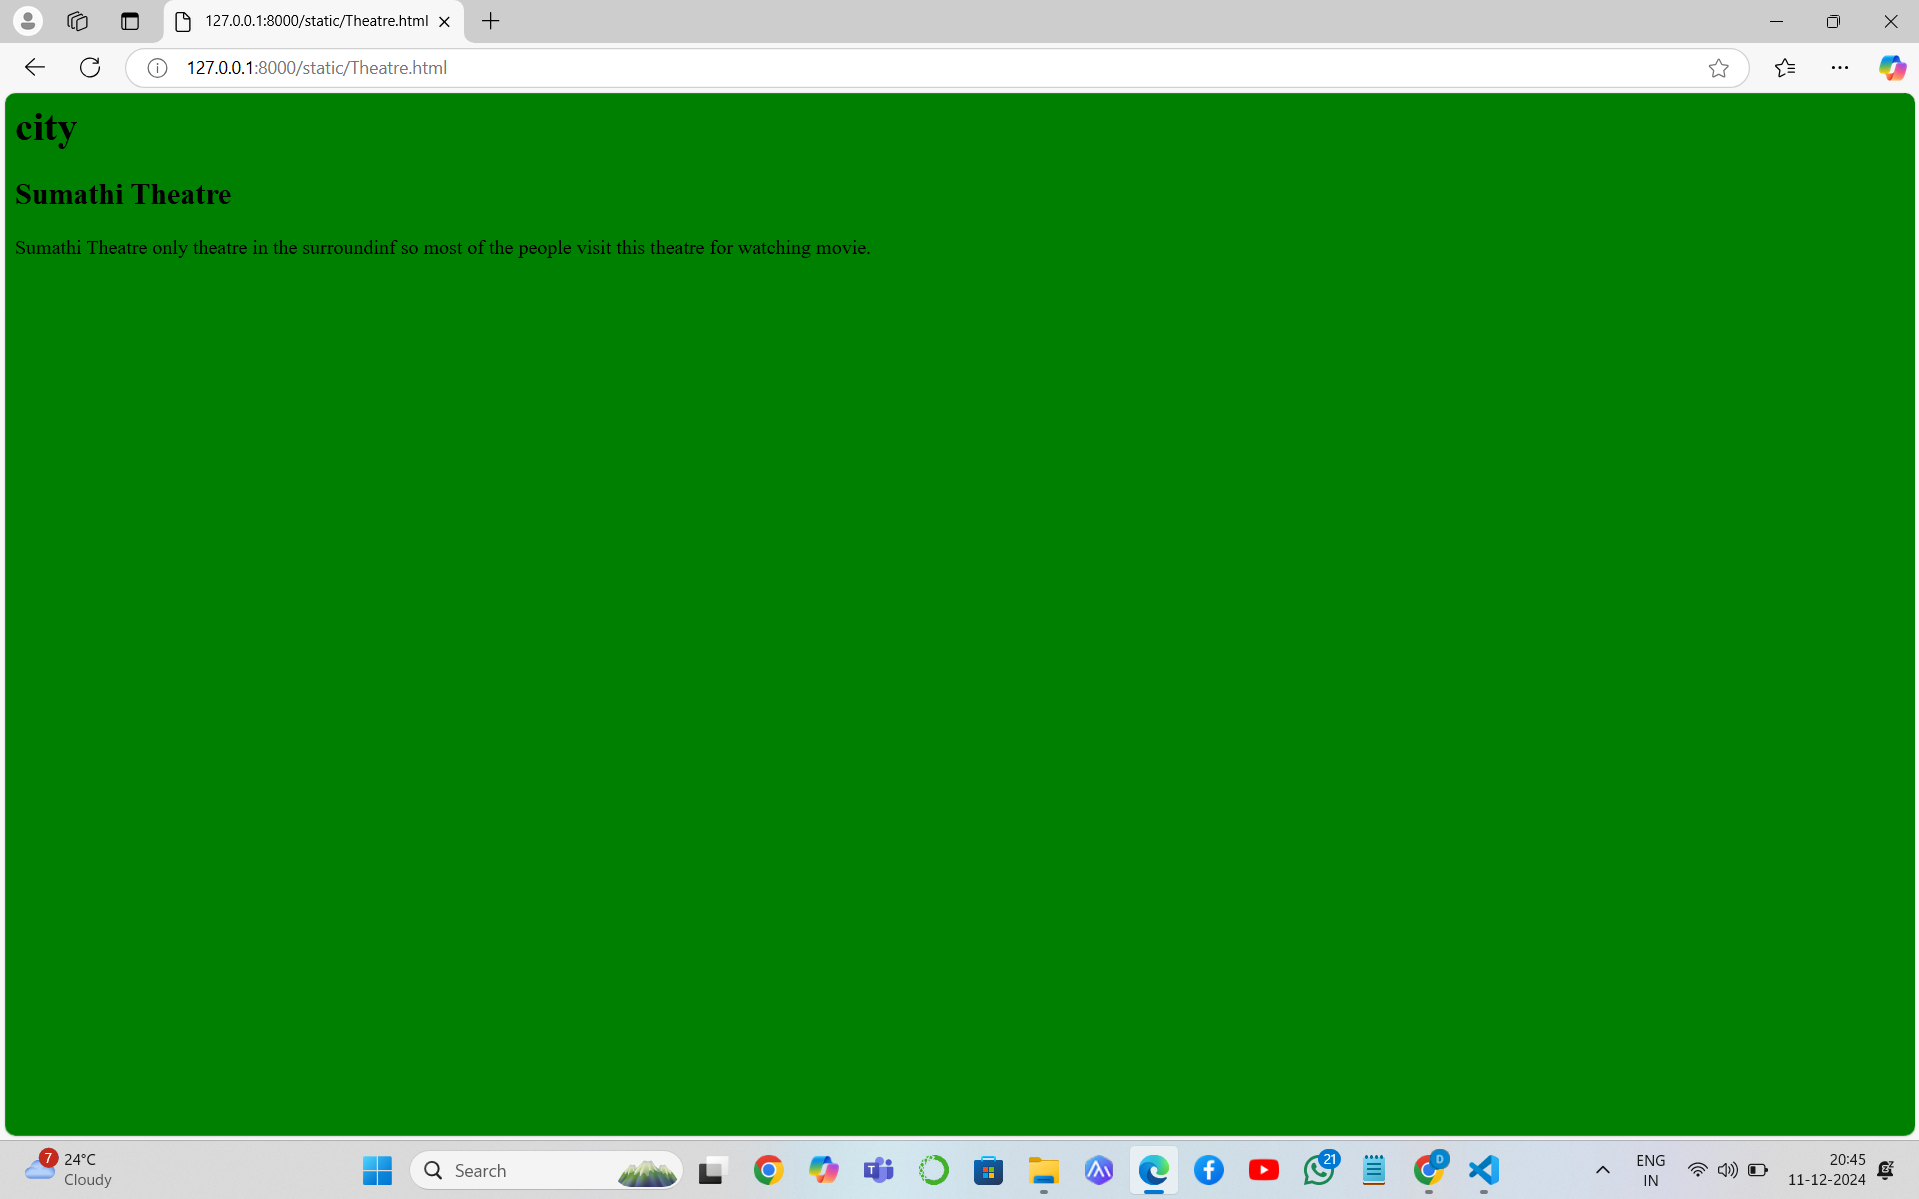 127.0.0.1:8000/static/Theatre.html
127.0.0.1:8000/static/Theatre.html
city
Sumathi Theatre
Sumathi Theatre only theatre in the surroundinf so most of the people visit this theatre for watching movie.
7
24°C
Cloudy
Search
T
21
D
ENG
IN
20:45
11-12-2024